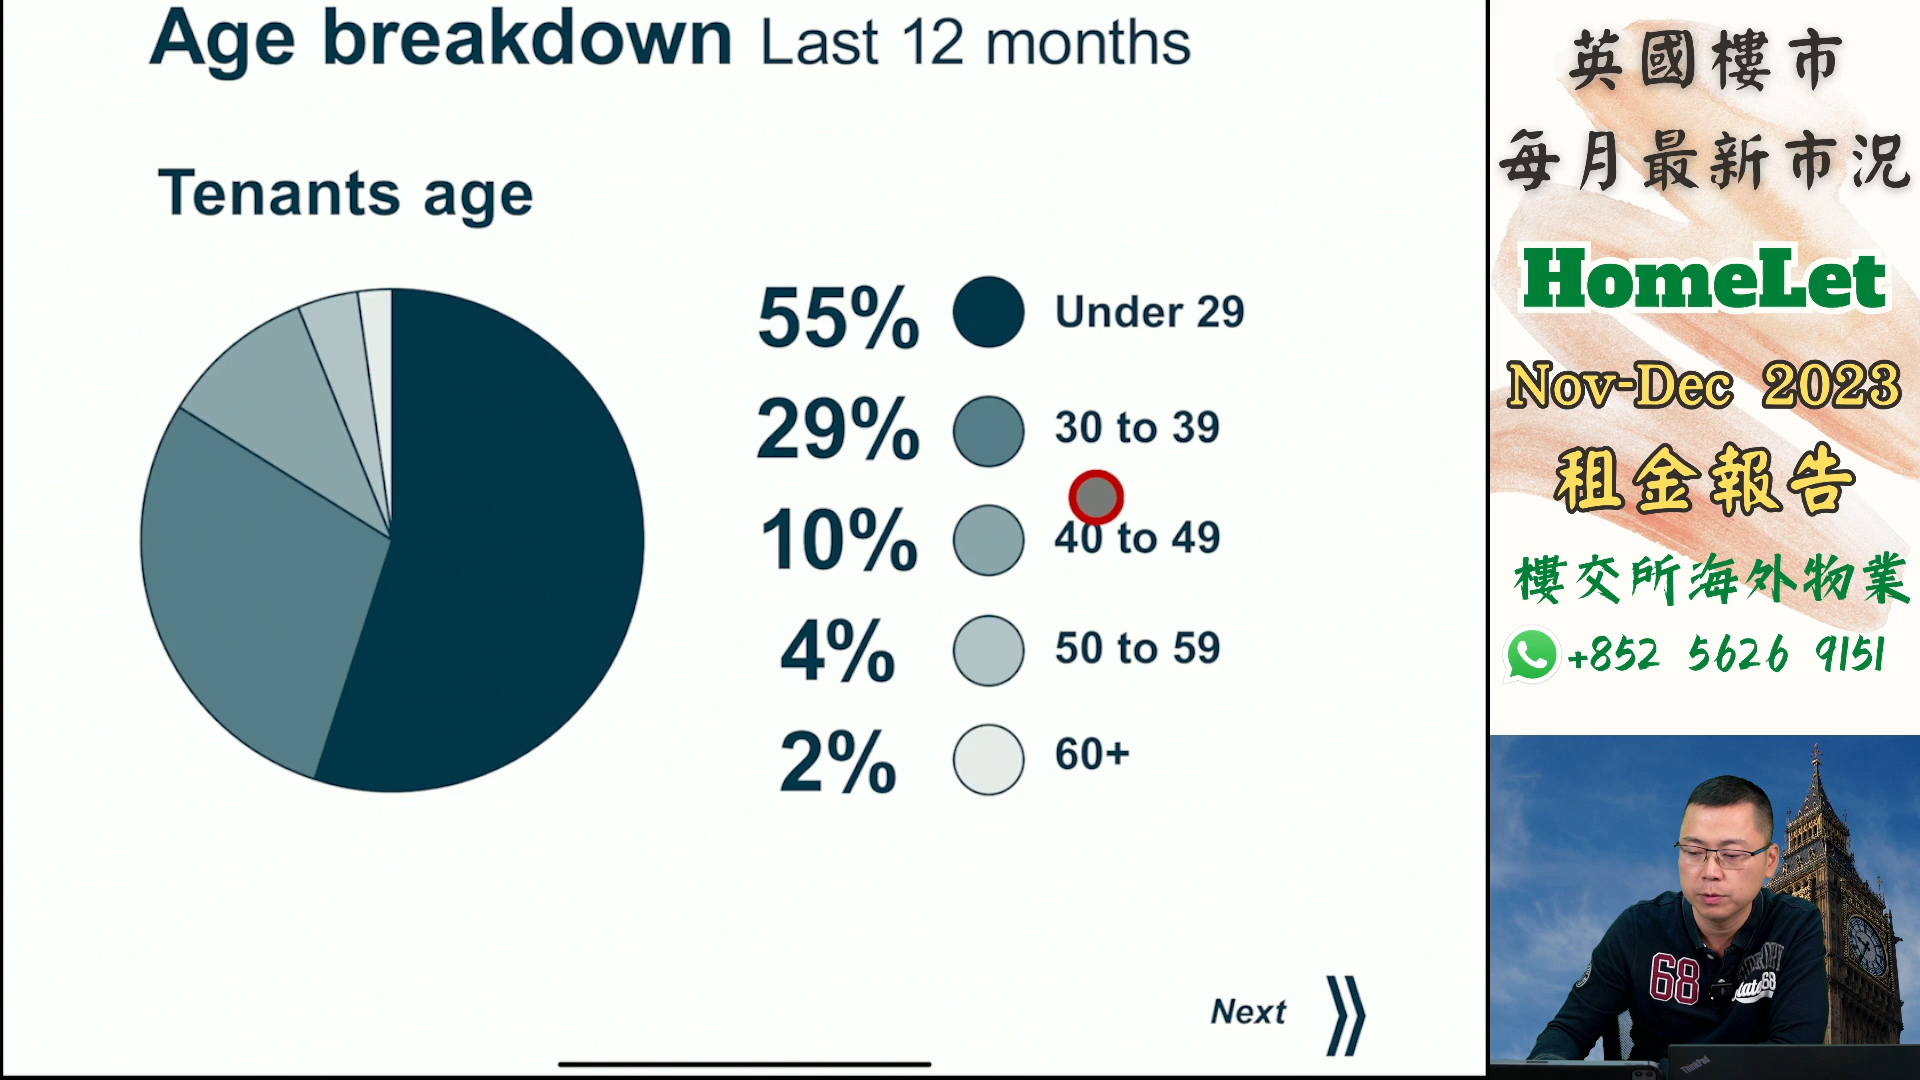 Age breakdown Last 12 months
Tenants age
55% Under 29
29% 30 to 39
10% 40 to 49
4% 50 to 59
2% 60+
Next
英國樓市
每月最新市況
HomeLet
Nov-Dec 2023
租金報告
樓交所海外物業
+852 5626 9151
68
68
ThinkPad